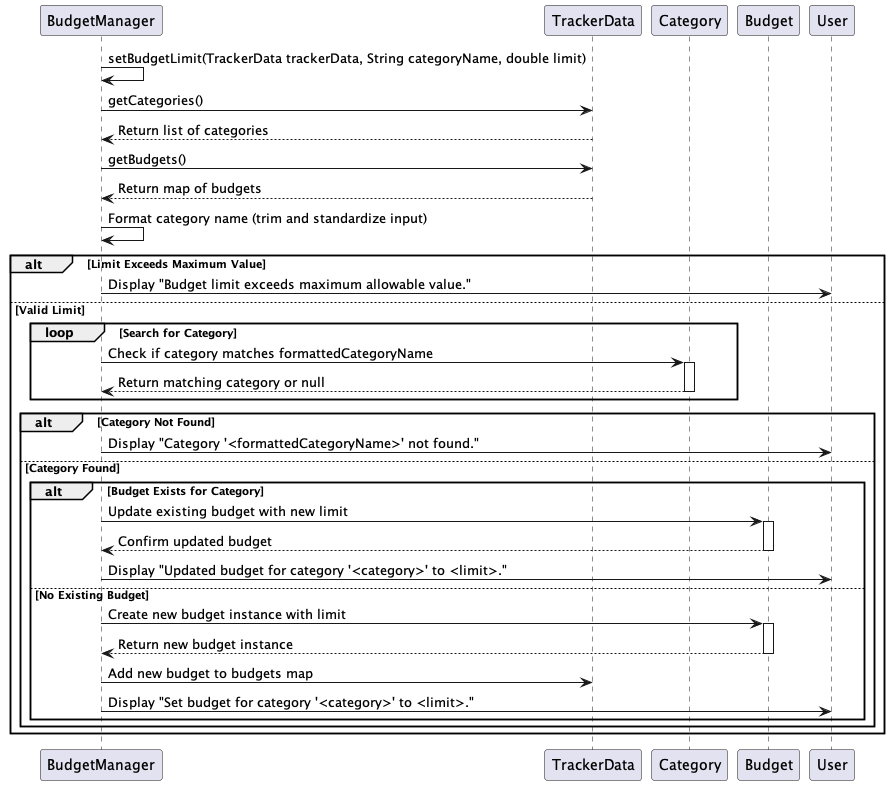 BudgetManager TrackerData Category Budget User
setBudgetLimit(TrackerData trackerData, String categoryName, double limit)
getCategories()
Return list of categories
getBudgets()
Return map of budgets
Format category name (trim and standardize input)
alt [Limit Exceeds Maximum Value]
Display "Budget limit exceeds maximum allowable value."
[Valid Limit]
loop [Search for Category]
Check if category matches formattedCategoryName
Return matching category or null
alt [Category Not Found]
Display "Category '<formattedCategoryName>' not found."
[Category Found]
alt [Budget Exists for Category]
Update existing budget with new limit
Confirm updated budget
Display "Updated budget for category '<category>' to <limit>."
[No Existing Budget]
Create new budget instance with limit
Return new budget instance
Add new budget to budgets map
Display "Set budget for category '<category>' to <limit>."
BudgetManager TrackerData Category Budget User